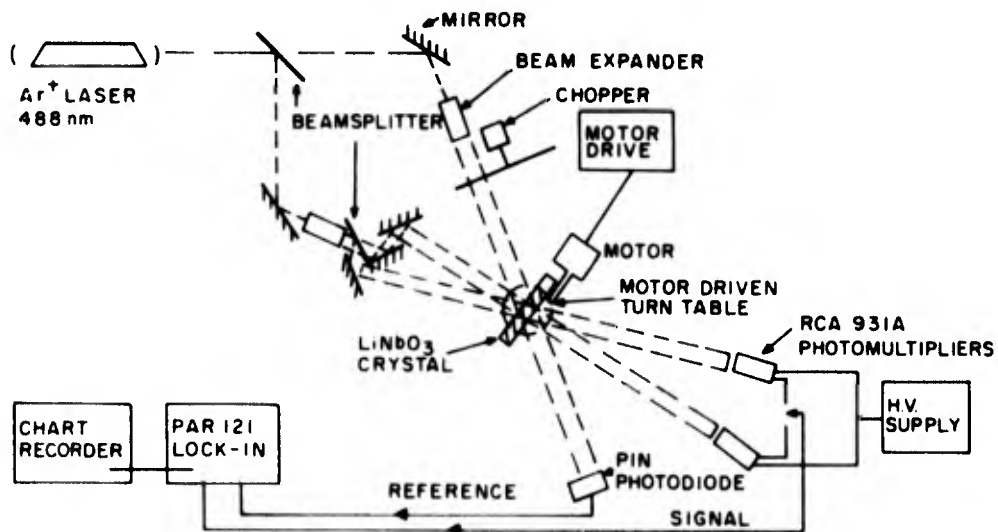 MIRROR
BEAM EXPANDER
CHOPPER
Ar+ LASER
488 nm
BEAMSPLITTER
MOTOR
DRIVE
MOTOR
MOTOR DRIVEN
TURN TABLE
RCA 931A
PHOTOMULTIPLIERS
LiNbO3
CRYSTAL
H.V.
SUPPLY
CHART
RECORDER
PAR 121
LOCK-IN
PIN
PHOTODIODE
REFERENCE
SIGNAL